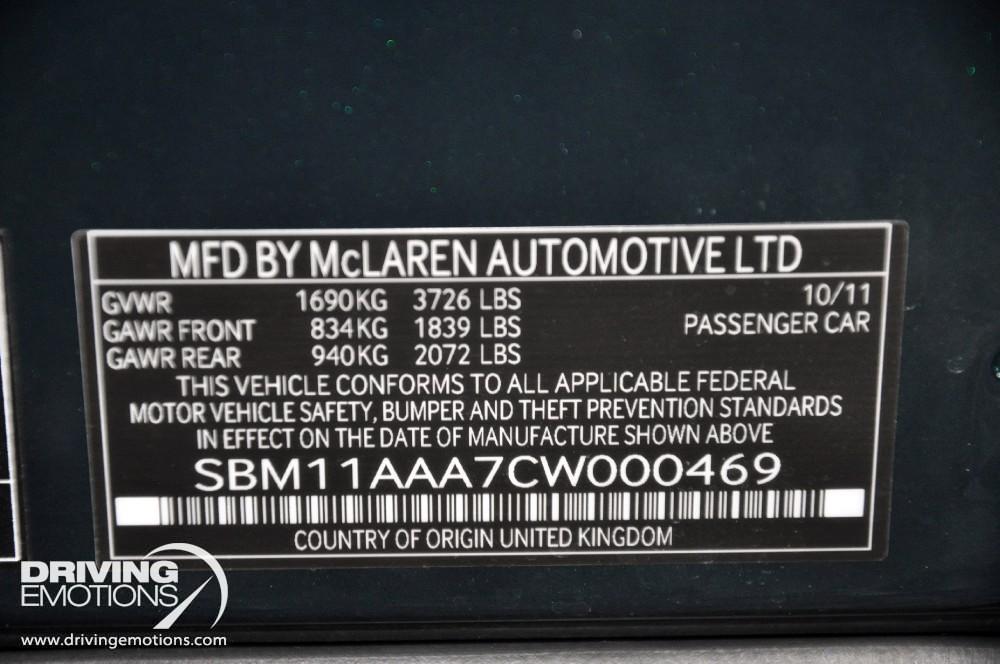 MFD BY McLAREN AUTOMOTIVE LTD
GVWR 1690KG 3726 LBS 10/11
GAWR FRONT 834KG 1839 LBS PASSENGER CAR
GAWR REAR 940KG 2072 LBS
THIS VEHICLE CONFORMS TO ALL APPLICABLE FEDERAL
MOTOR VEHICLE SAFETY, BUMPER AND THEFT PREVENTION STANDARDS
IN EFFECT ON THE DATE OF MANUFACTURE SHOWN ABOVE
SBM11AAA7CW000469
COUNTRY OF ORIGIN UNITED KINGDOM
DRIVING
EMOTIONS
www.drivingemotions.com